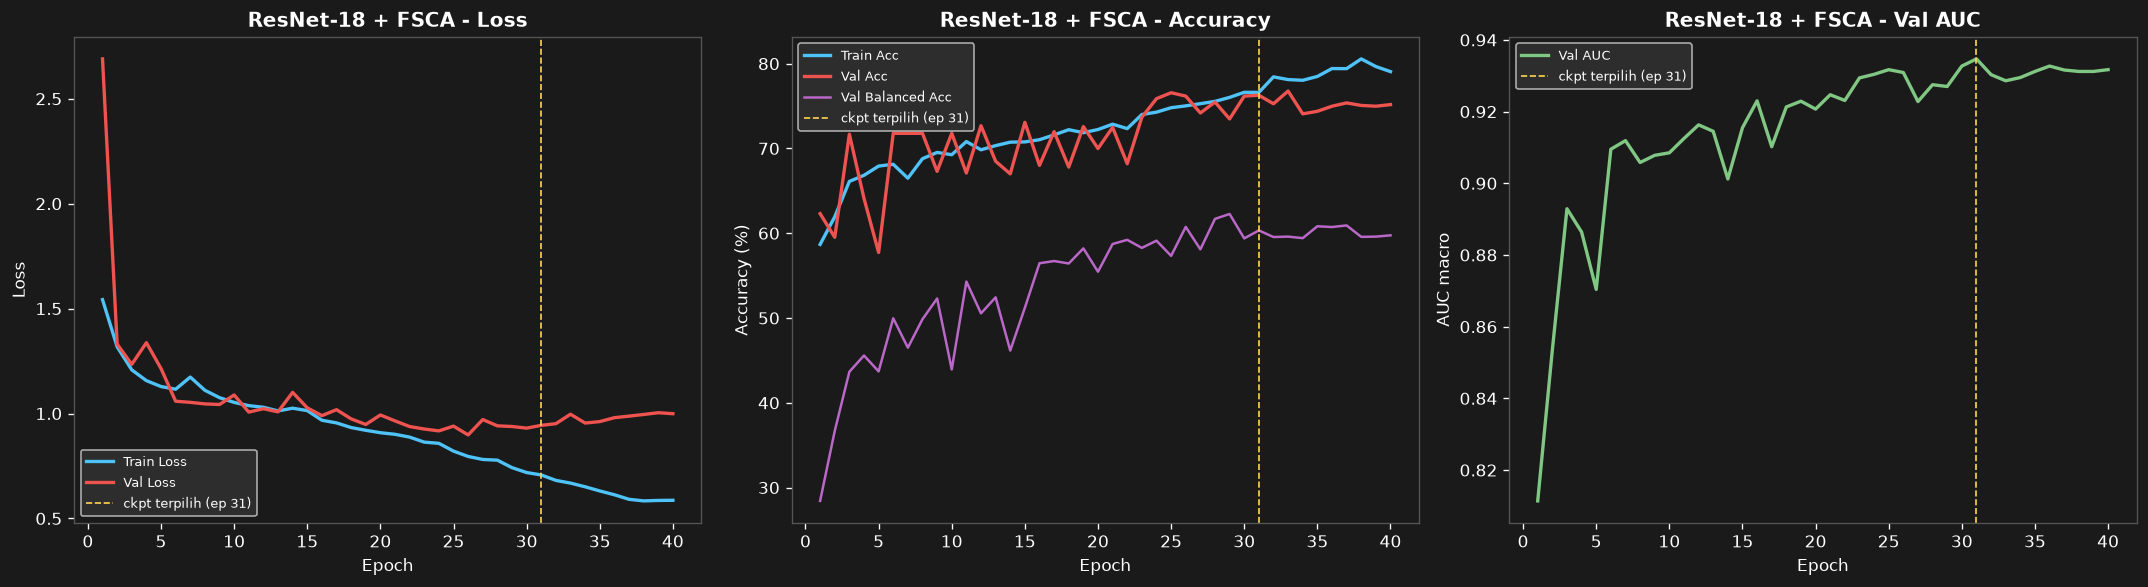 ResNet-18 + FSCA - Loss
2.5
2.0
1.5
1.0
0.5
Loss
Train Loss
Val Loss
ckpt terpilih (ep 31)
0 5 10 15 20 25 30 35 40
Epoch
ResNet-18 + FSCA - Accuracy
80
70
60
50
40
30
Accuracy (%)
Train Acc
Val Acc
Val Balanced Acc
ckpt terpilih (ep 31)
0 5 10 15 20 25 30 35 40
Epoch
ResNet-18 + FSCA - Val AUC
0.94
0.92
0.90
0.88
0.86
0.84
0.82
AUC macro
Val AUC
ckpt terpilih (ep 31)
0 5 10 15 20 25 30 35 40
Epoch